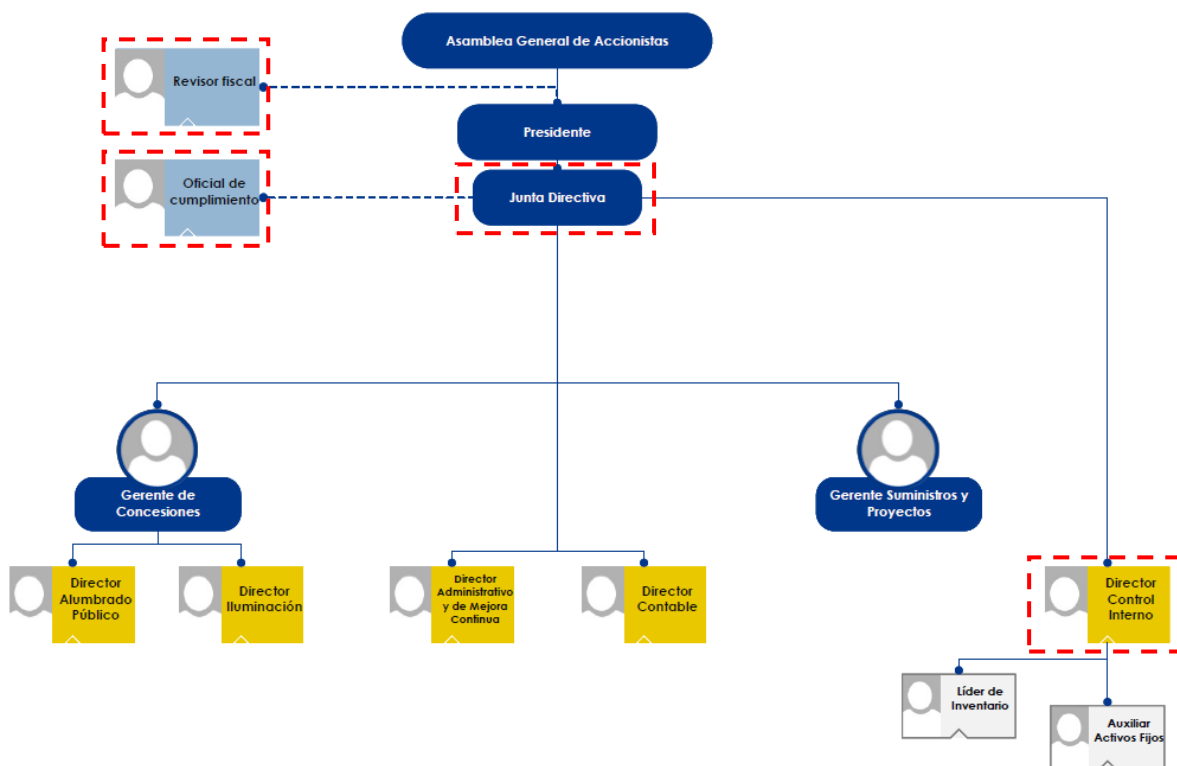 Asamblea General de Accionistas
Revisor fiscal
Presidente
Oficial de
cumplimiento
Junta Directiva
Gerente de
Concesiones
Gerente Suministros y
Proyectos
Director
Alumbrado
Público
Director
Iluminación
Director
Administrativo
y de Mejora
Continua
Director
Contable
Director
Control
Interno
Líder de
Inventario
Auxiliar
Activos Fijos